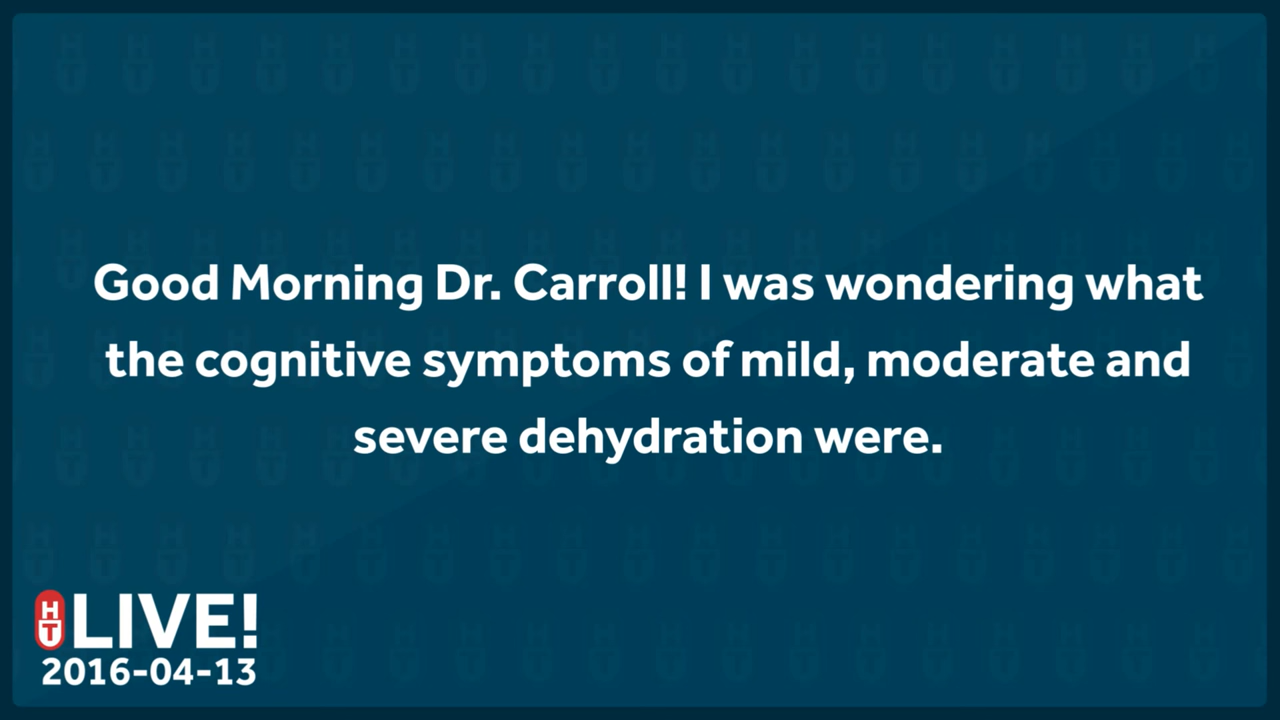 Good Morning Dr. Carroll! I was wondering what
the cognitive symptoms of mild, moderate and
severe dehydration were.
HT LIVE!
2016-04-13